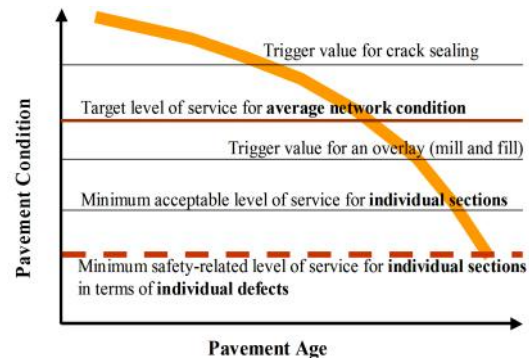 Pavement Condition
Trigger value for crack sealing
Target level of service for average network condition
Trigger value for an overlay (mill and fill)
Minimum acceptable level of service for individual sections
Minimum safety-related level of service for individual sections
in terms of individual defects
Pavement Age